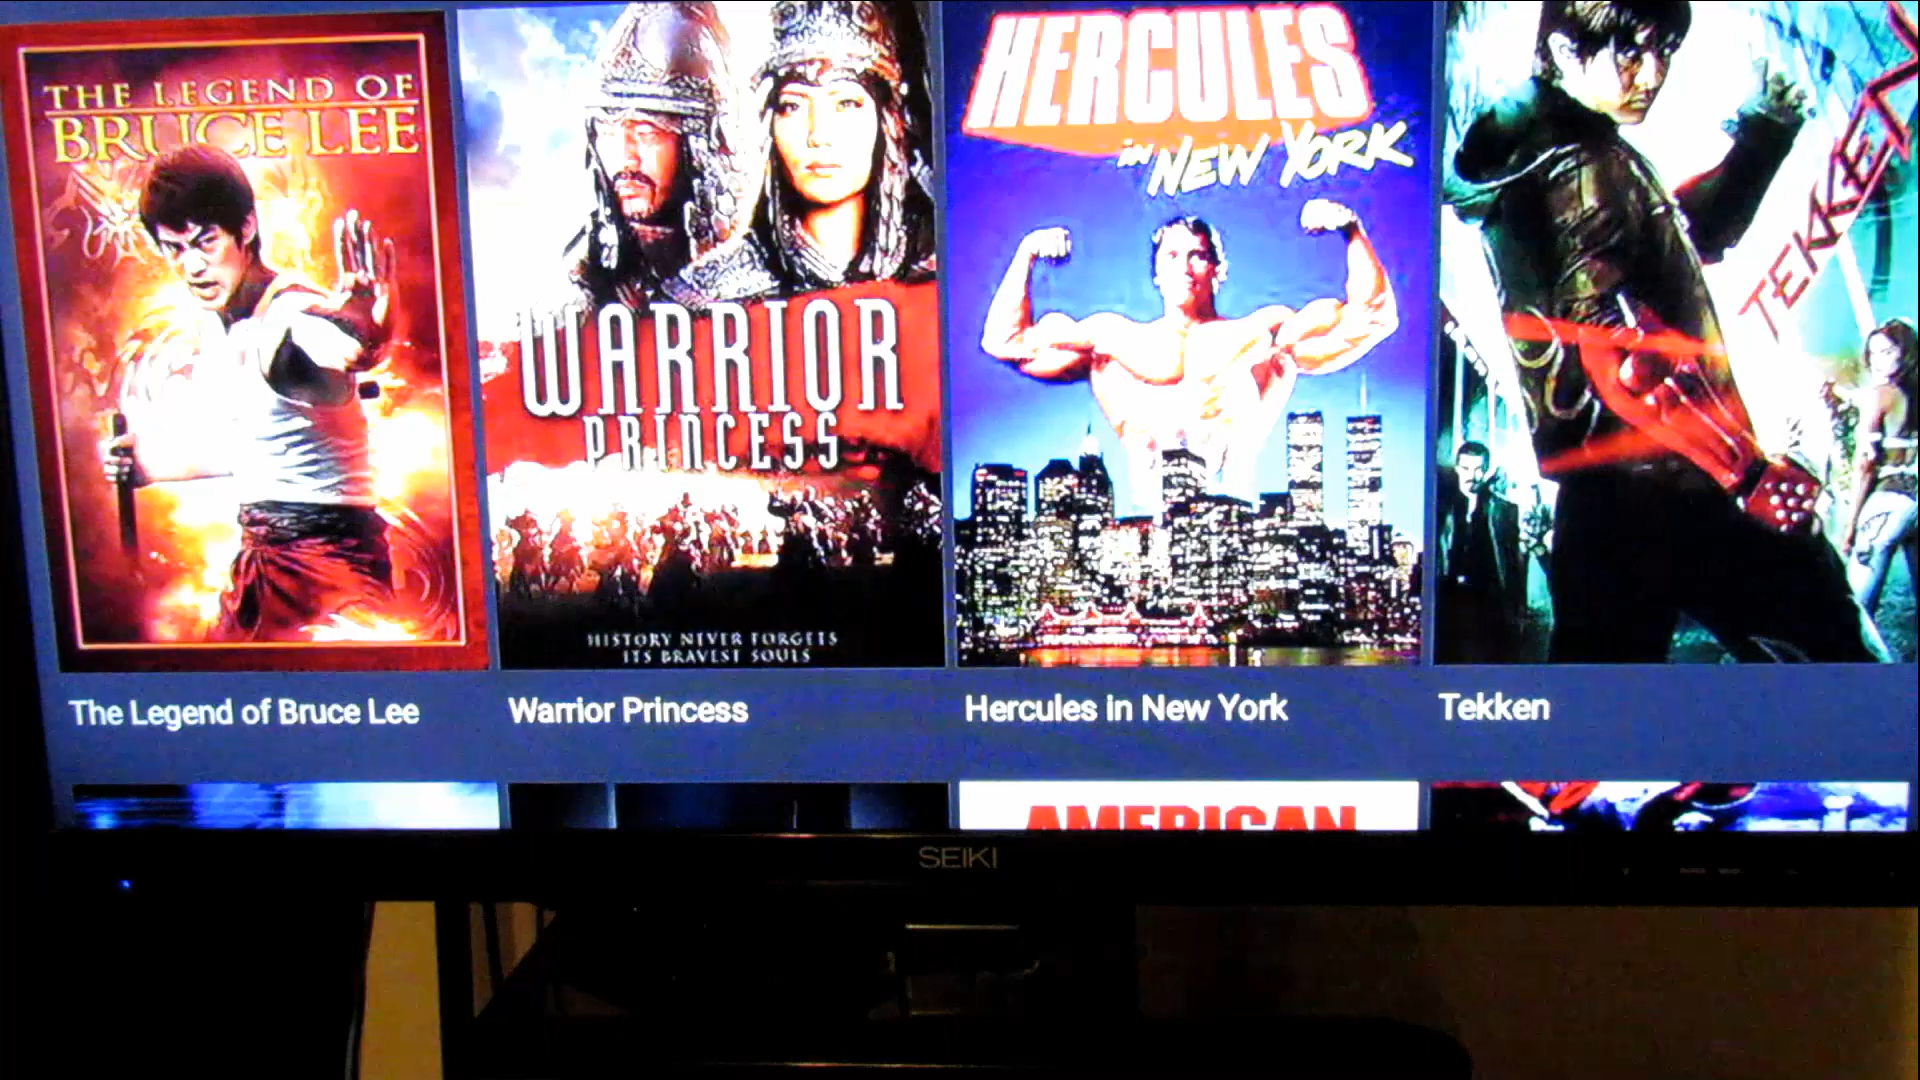 THE LEGEND OF
BRUCE LEE
WARRIOR
PRINCESS
HISTORY NEVER FORGETS
ITS BRAVEST SOULS
HERCULES
in NEW YORK
TEKKEN
The Legend of Bruce Lee
Warrior Princess
Hercules in New York
Tekken
AMERICAN
SEIKI